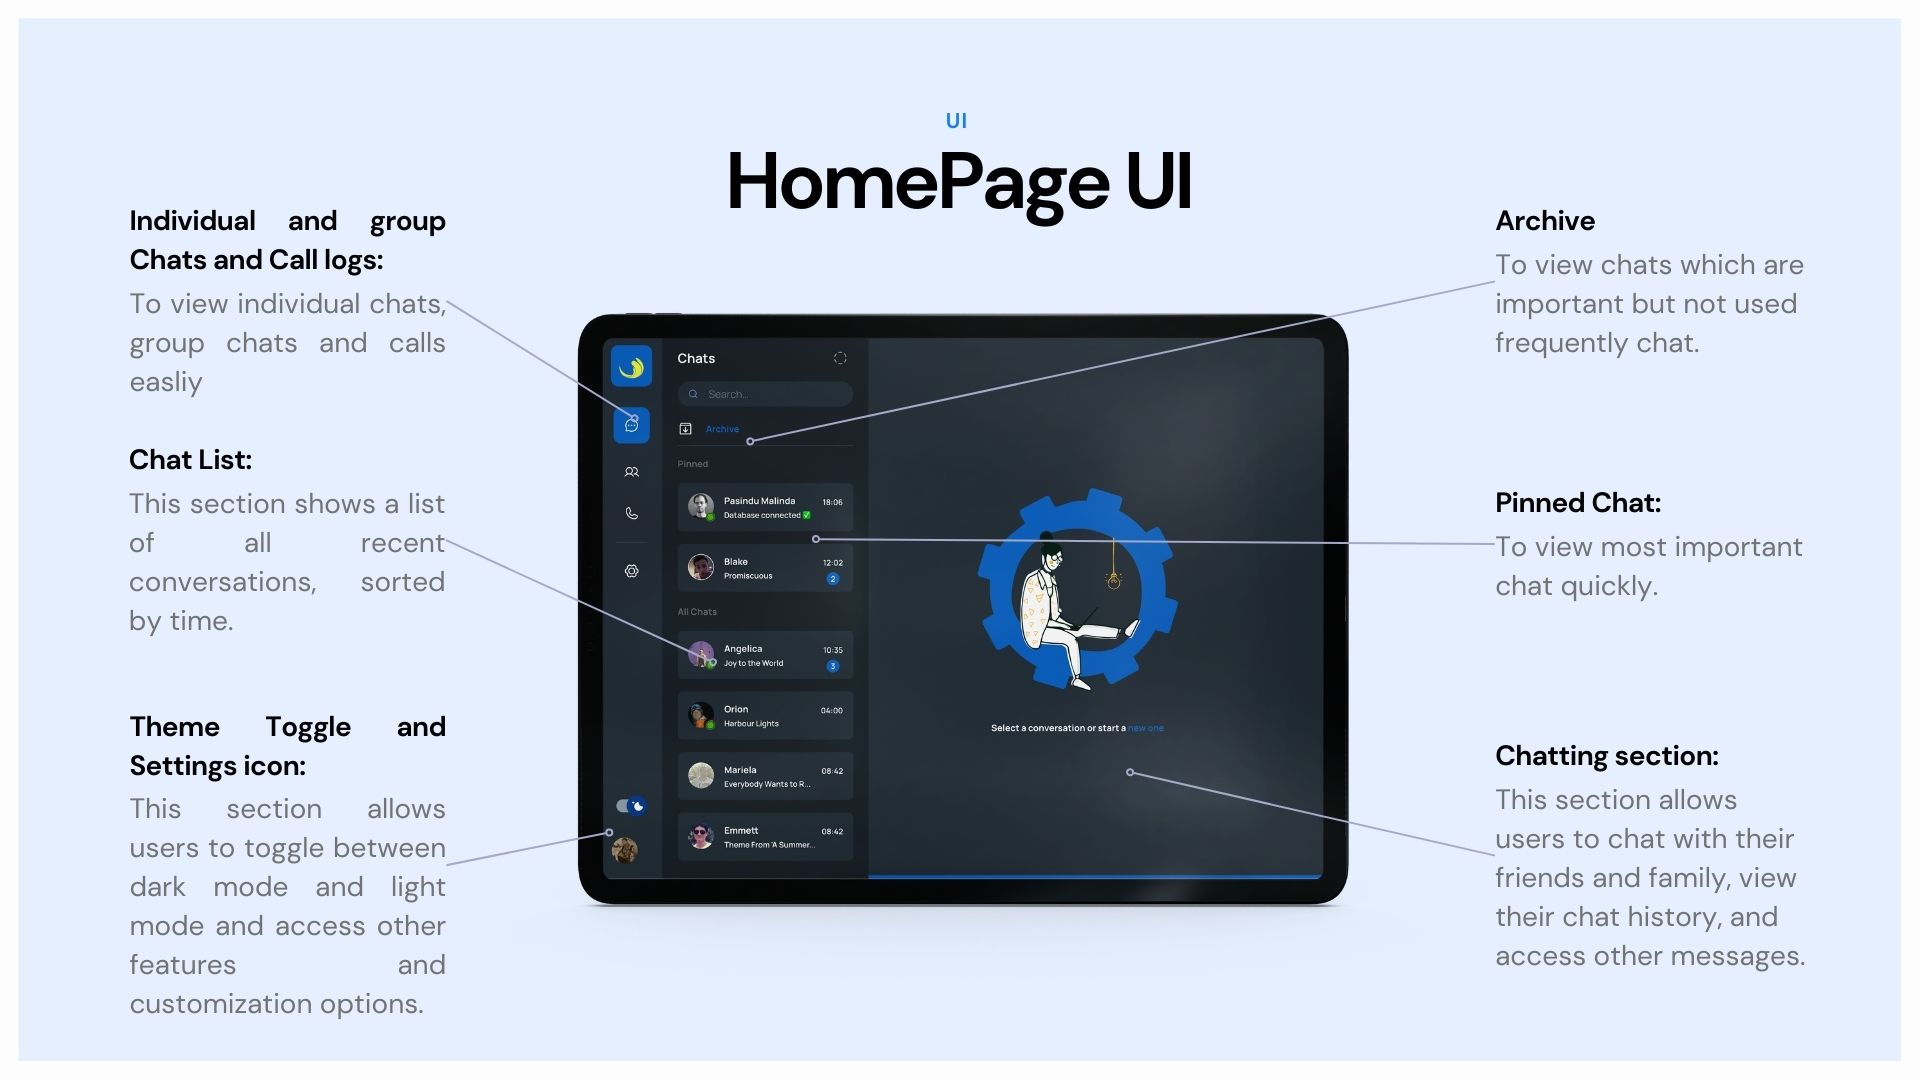 UI
HomePage UI
Individual and group
Chats and Call logs:
To view individual chats,
group chats and calls
easliy
Chat List:
This section shows a list
of all recent
conversations, sorted
by time.
Theme Toggle and
Settings icon:
This section allows
users to toggle between
dark mode and light
mode and access other
features and
customization options.
Chats
Search...
Archive
Pinned
Pasindu Malinda 18:06
Database connected ✅
Blake 12:02
Promiscuous 2
All Chats
Angelica 10:35
Joy to the World 3
Orion 04:00
Harbour Lights
Mariela 08:42
Everybody Wants to R...
Emmett 08:42
Theme From 'A Summer...
Select a conversation or start a new one
Archive
To view chats which are
important but not used
frequently chat.
Pinned Chat:
To view most important
chat quickly.
Chatting section:
This section allows
users to chat with their
friends and family, view
their chat history, and
access other messages.